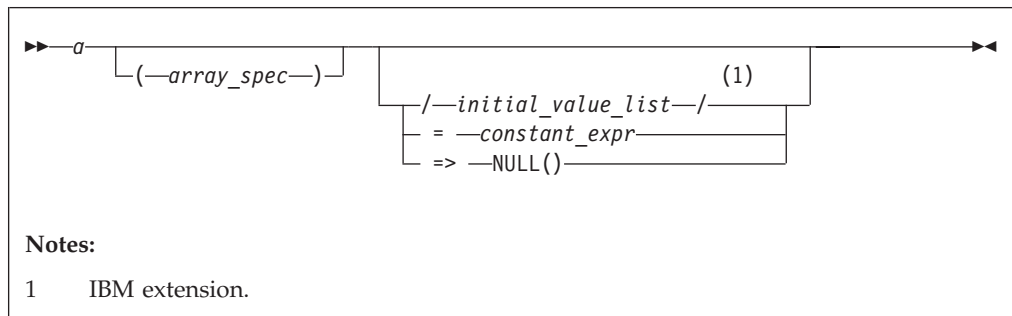 a
( array_spec )
(1)
/ initial_value_list /
= constant_expr
=> NULL()
Notes:
1 IBM extension.